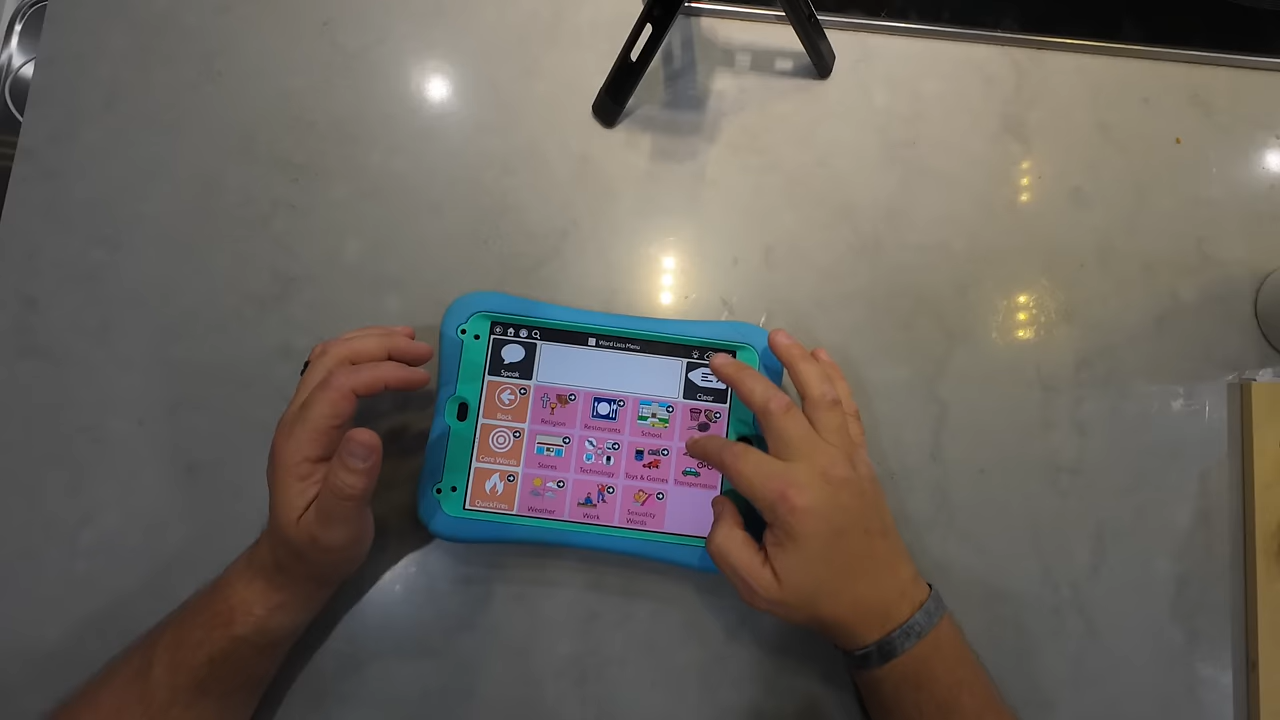 Word Lists Menu
Speak
Clear
Back
Religion
Restaurants
School
Core Words
Stores
Technology
Toys & Games
Transportation
QuickFires
Weather
Work
Sexuality
Words